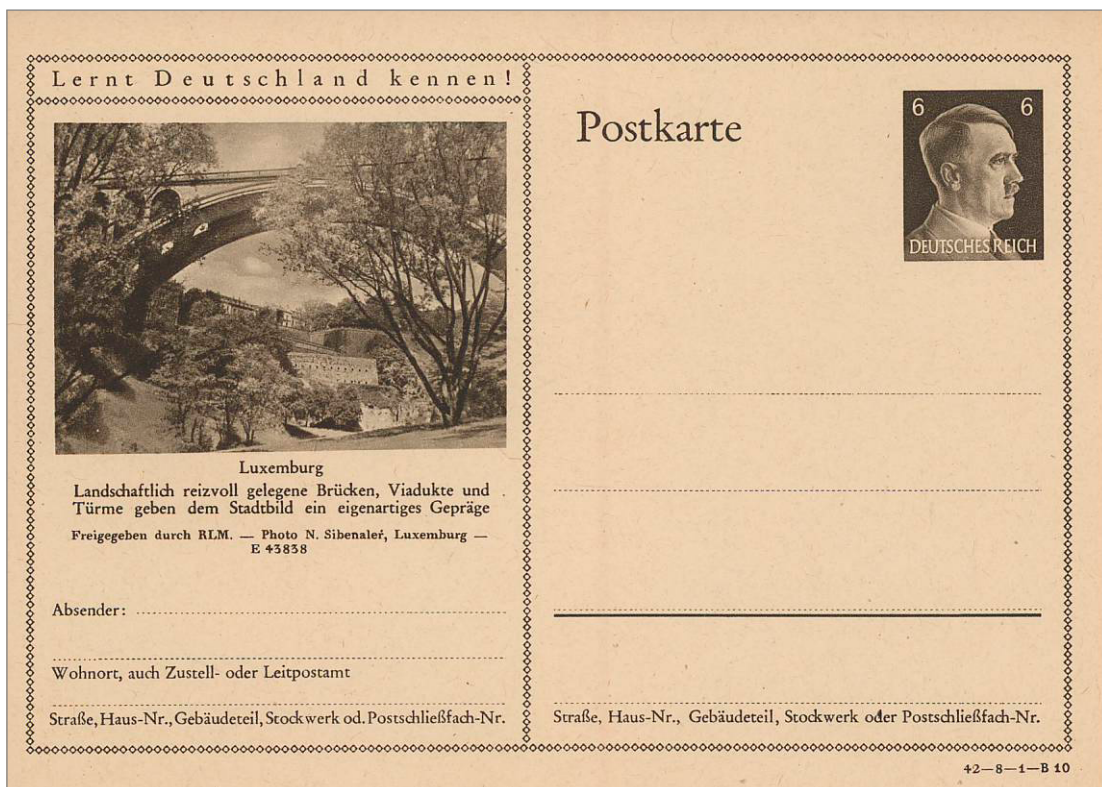 Lernt Deutschland kennen!
Luxemburg
Landschaftlich reizvoll gelegene Brücken, Viadukte und
Türme geben dem Stadtbild ein eigenartiges Gepräge
Freigegeben durch RLM. — Photo N. Sibenaler, Luxemburg —
E 43838
Absender:
Wohnort, auch Zustell- oder Leitpostamt
Straße, Haus-Nr., Gebäudeteil, Stockwerk od. Postschließfach-Nr.
Postkarte
6 6
DEUTSCHES REICH
Straße, Haus-Nr., Gebäudeteil, Stockwerk oder Postschließfach-Nr.
42—8—1—B 10